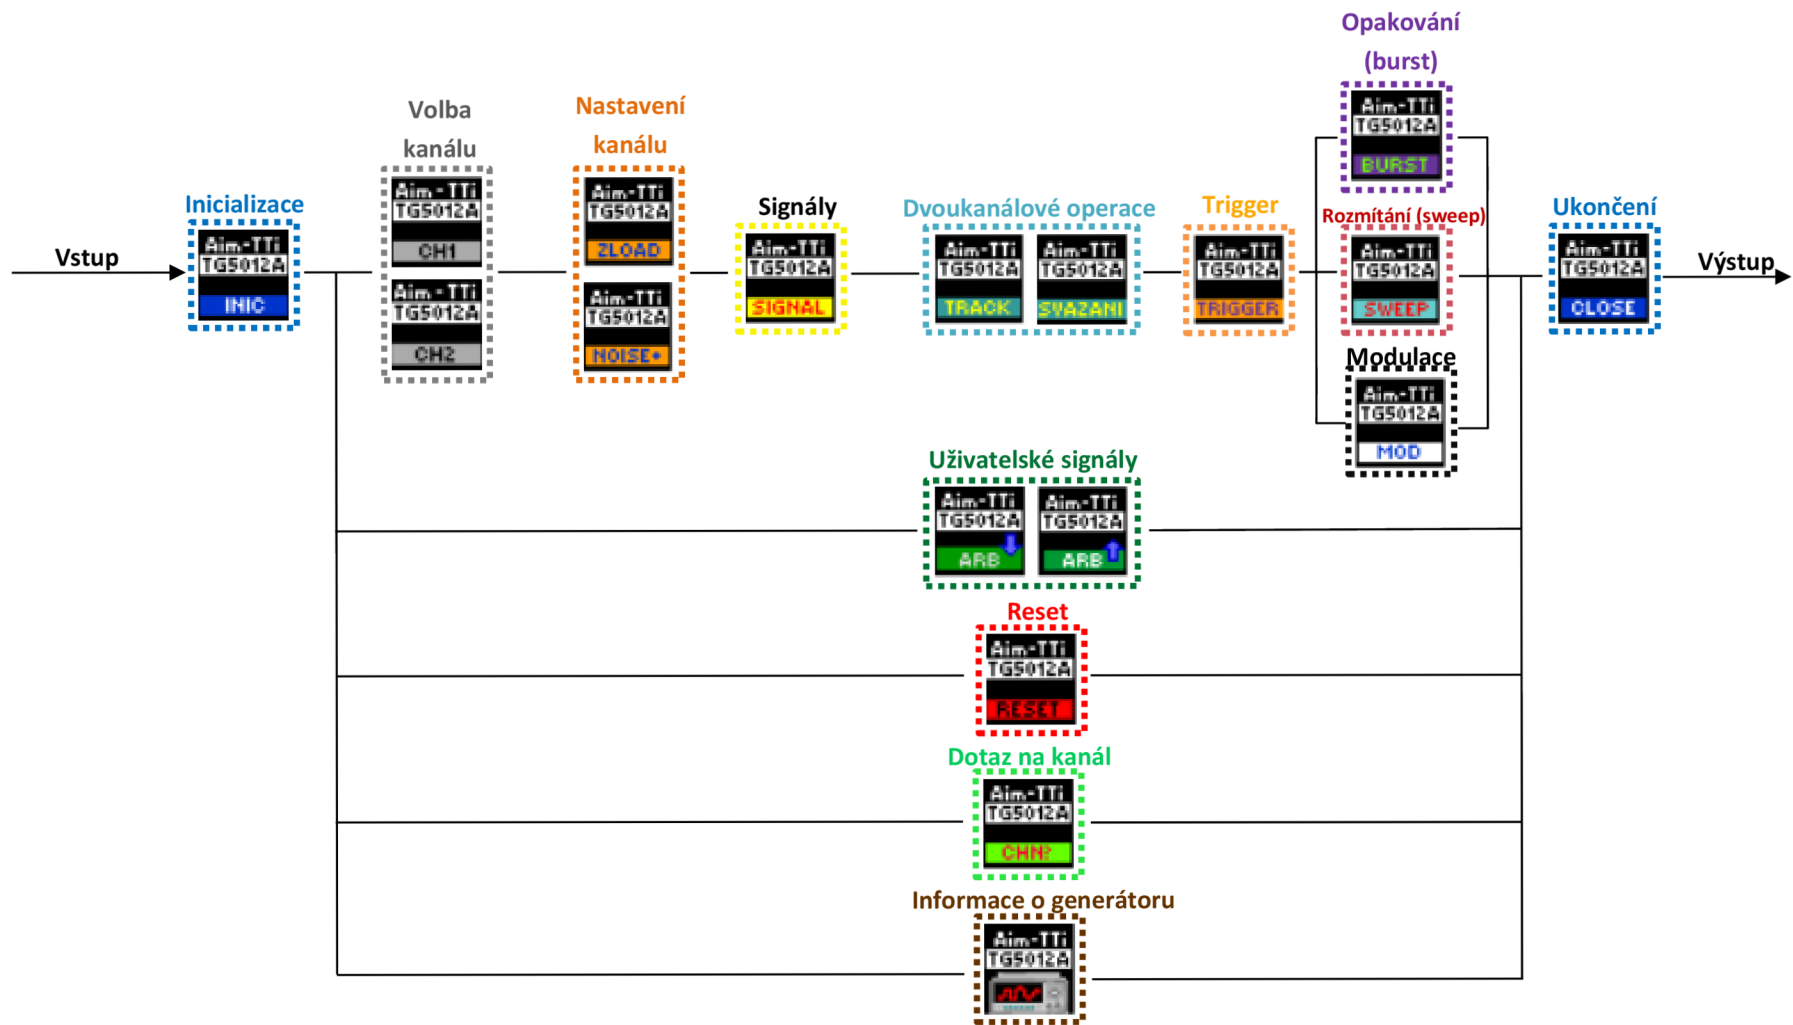 Opakování
(burst)
Aim-TTi
TG5012A
BURST
Volba
kanálu
Aim-TTi
TG5012A
CH1
Aim-TTi
TG5012A
CH2
Nastavení
kanálu
Aim-TTi
TG5012A
ZLOAD
Aim-TTi
TG5012A
NOISE+
Vstup
Inicializace
Aim-TTi
TG5012A
INIC
Signály
Aim-TTi
TG5012A
SIGNAL
Dvoukanálové operace
Aim-TTi
TG5012A
TRACK
Aim-TTi
TG5012A
SVAZANI
Trigger
Aim-TTi
TG5012A
TRIGGER
Rozmítání (sweep)
Aim-TTi
TG5012A
SWEEP
Modulace
Aim-TTi
TG5012A
MOD
Ukončení
Aim-TTi
TG5012A
CLOSE
Výstup
Uživatelské signály
Aim-TTi
TG5012A
ARB
Aim-TTi
TG5012A
ARB
Reset
Aim-TTi
TG5012A
RESET
Dotaz na kanál
Aim-TTi
TG5012A
CHN?
Informace o generátoru
Aim-TTi
TG5012A